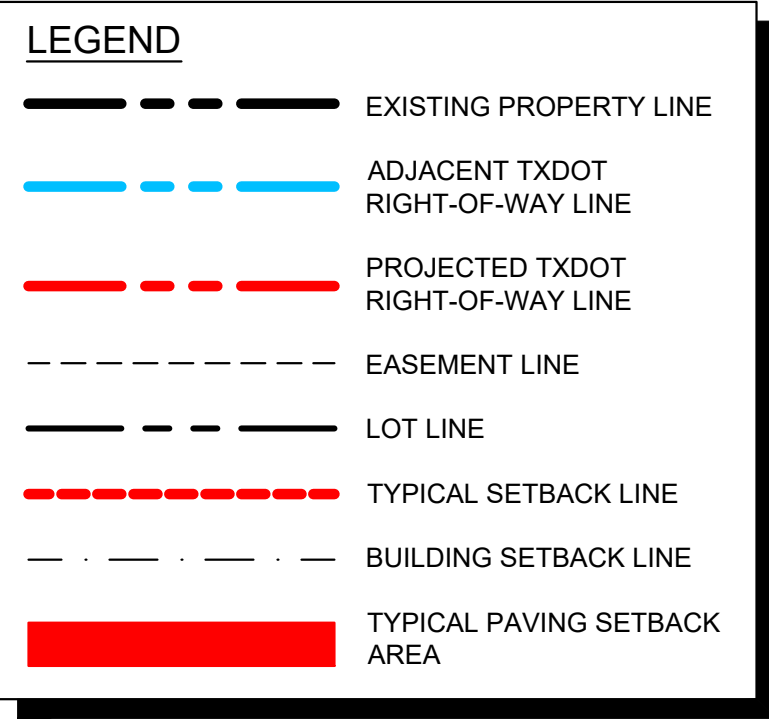 LEGEND
EXISTING PROPERTY LINE
ADJACENT TXDOT
RIGHT-OF-WAY LINE
PROJECTED TXDOT
RIGHT-OF-WAY LINE
EASEMENT LINE
LOT LINE
TYPICAL SETBACK LINE
BUILDING SETBACK LINE
TYPICAL PAVING SETBACK
AREA